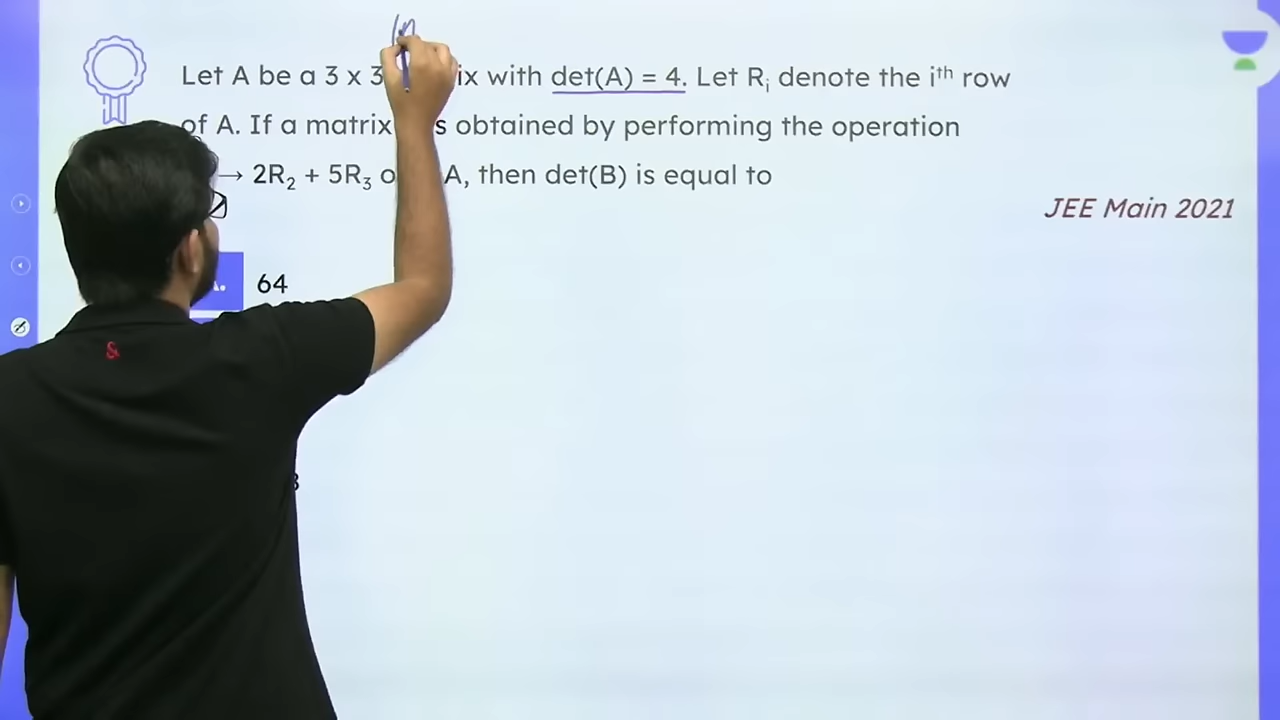 Let A be a 3 x 3 ix with det(A) = 4. Let Rᵢ denote the iᵗʰ row
of A. If a matrix s obtained by performing the operation
→ 2R₂ + 5R₃ o A, then det(B) is equal to
JEE Main 2021
64
&